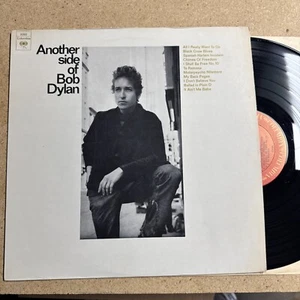 Another
side
of
Bob
Dylan
All I Really Want to Do
Black Crow Blues
Spanish Harlem Incident
Chimes Of Freedom
I Shall Be Free No. 10
To Ramona
Motorpsycho Nitemare
My Back Pages
I Don't Believe You
Ballad In Plain D
It Ain't Me Babe